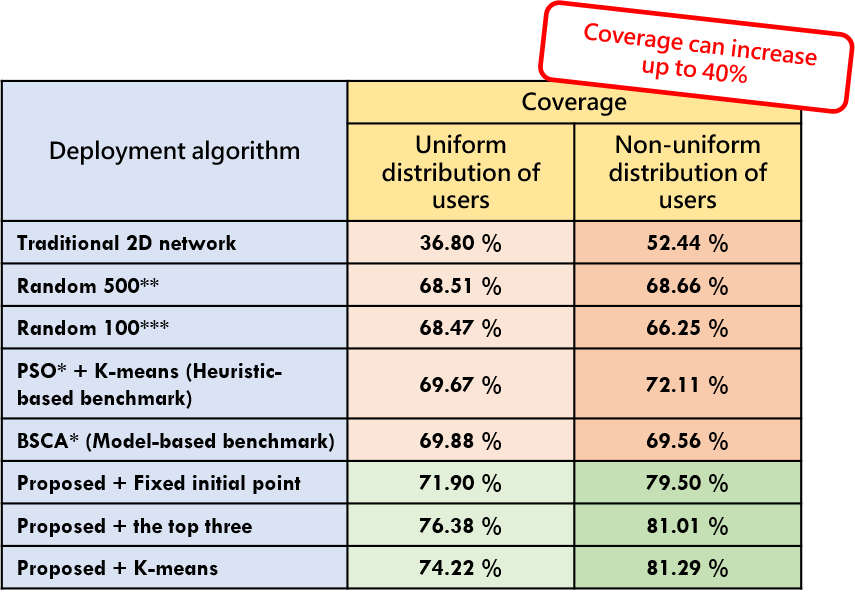 Coverage can increase
up to 40%
Deployment algorithm
Coverage
Uniform
distribution of
users
Non-uniform
distribution of
users
Traditional 2D network
36.80 %
52.44 %
Random 500**
68.51 %
68.66 %
Random 100***
68.47 %
66.25 %
PSO* + K-means (Heuristic-
based benchmark)
69.67 %
72.11 %
BSCA* (Model-based benchmark)
69.88 %
69.56 %
Proposed + Fixed initial point
71.90 %
79.50 %
Proposed + the top three
76.38 %
81.01 %
Proposed + K-means
74.22 %
81.29 %